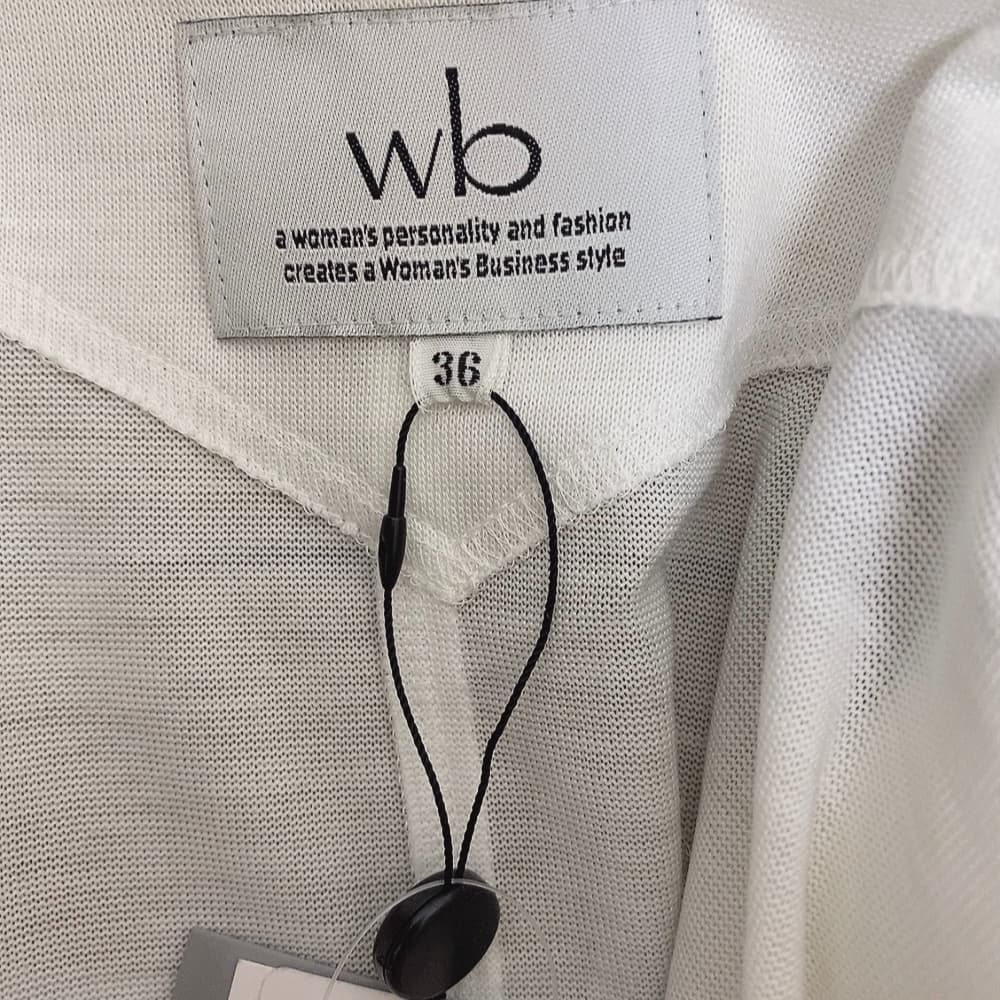 wb
a woman's personality and fashion
creates a Woman's Business style
36